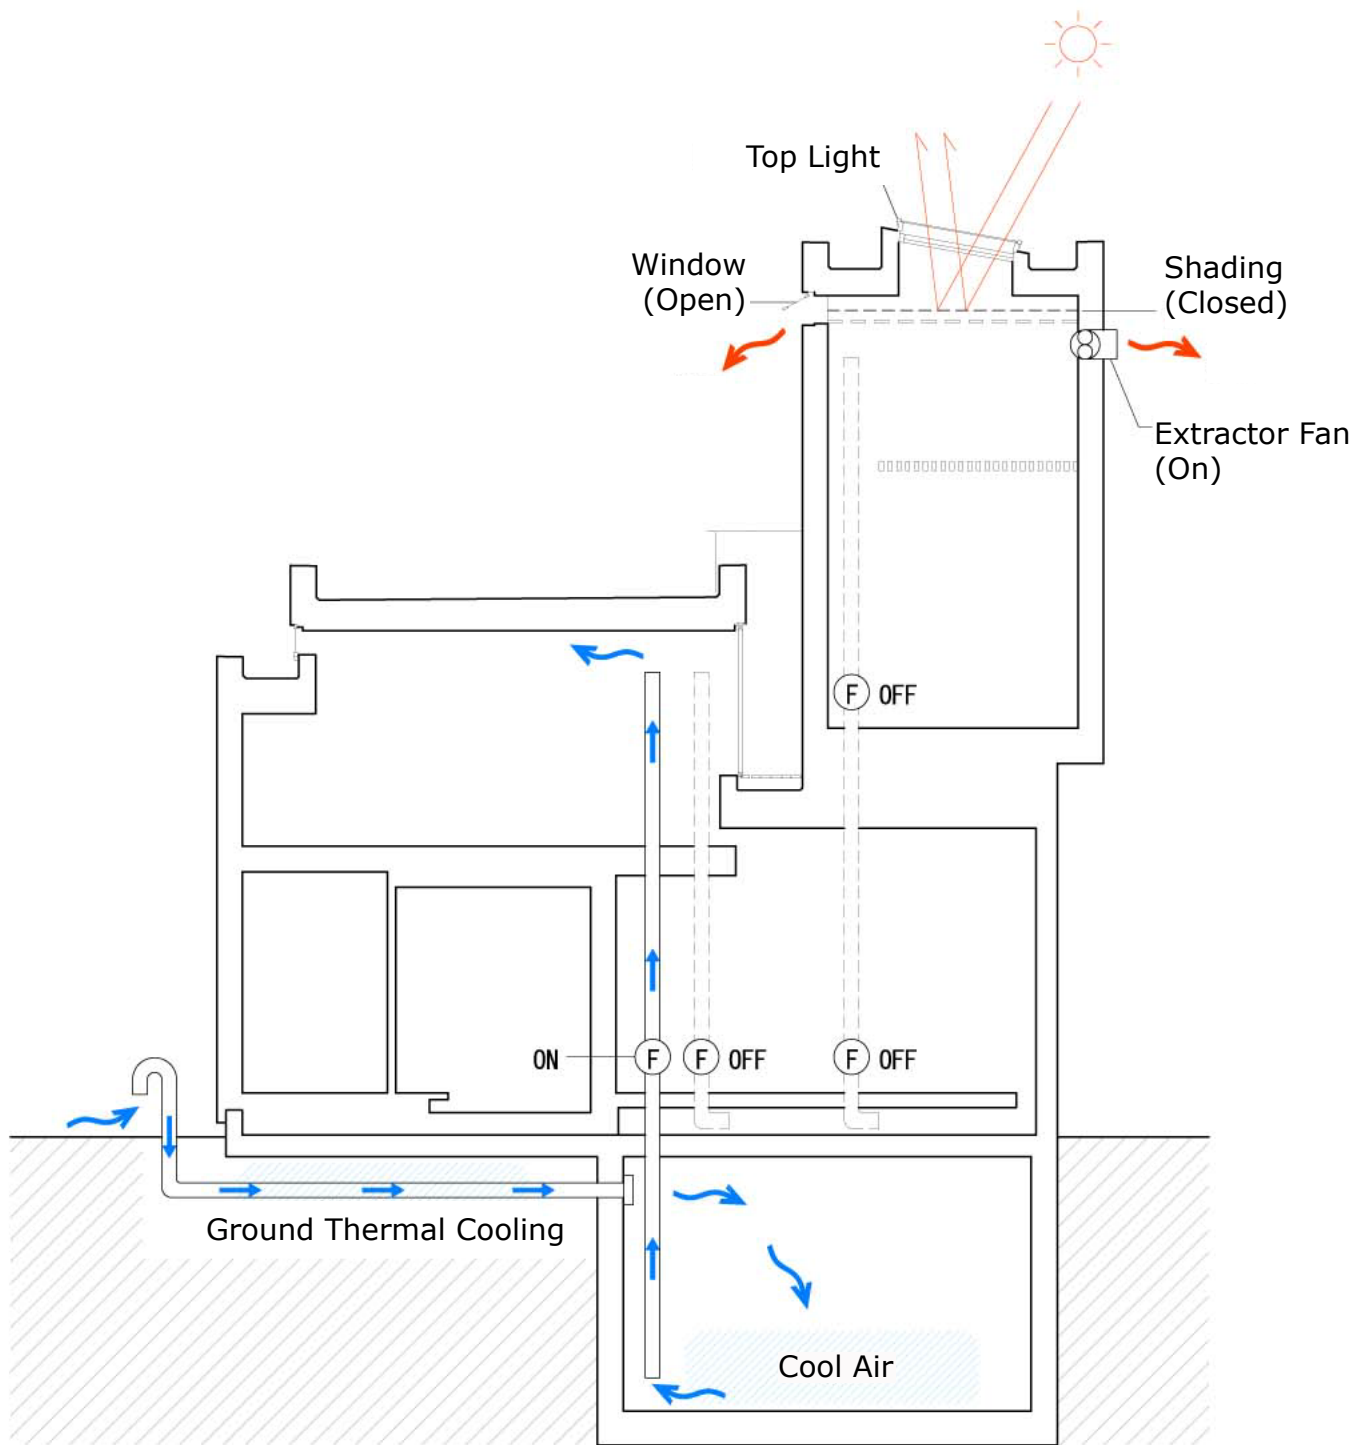 Top Light
Window
(Open)
Shading
(Closed)
Extractor Fan
(On)
F OFF
ON F F OFF F OFF
Ground Thermal Cooling
Cool Air